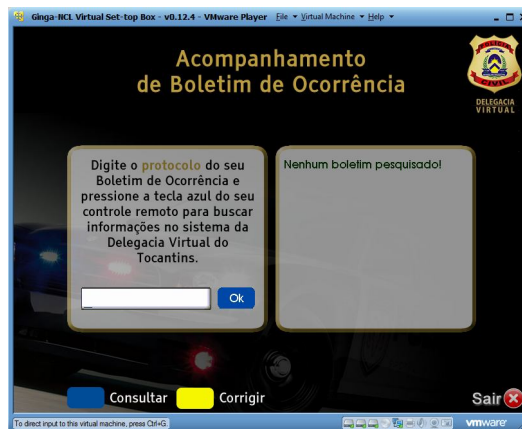 Ginga-NCL Virtual Set-top Box - v0.12.4 - VMware Player File Virtual Machine Help
Acompanhamento
de Boletim de Ocorrência
POLÍCIA
CIVIL
DELEGACIA
VIRTUAL
Digite o protocolo do seu
Boletim de Ocorrência e
pressione a tecla azul do seu
controle remoto para buscar
informações no sistema da
Delegacia Virtual do
Tocantins.
Nenhum boletim pesquisado!
_
Ok
Consultar Corrigir Sair
To direct input to this virtual machine, press Ctrl+G.
vmware